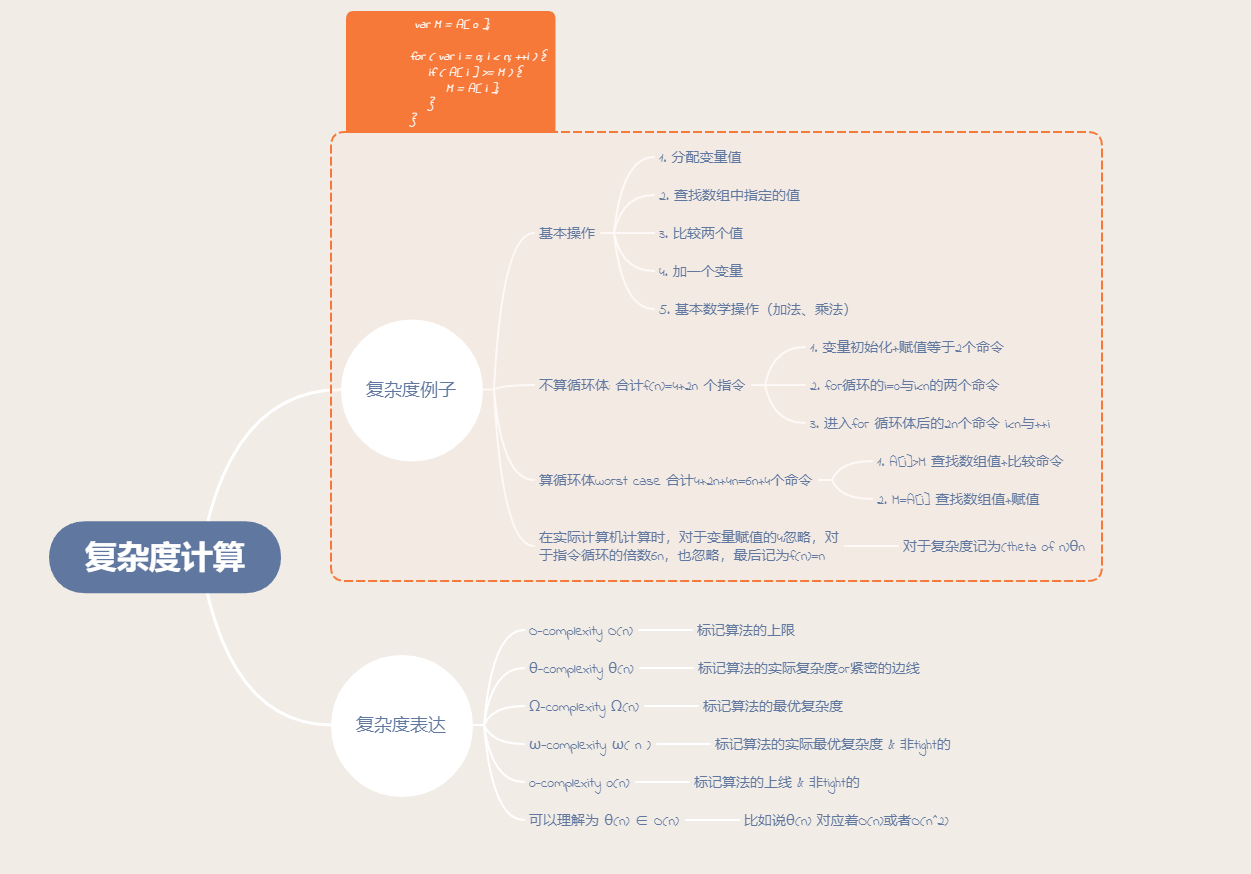 var M = A[ 0 ];
for ( var i = 0; i < n; ++i ) {
if ( A[ i ] >= M ) {
M = A[ i ];
}
}
复杂度计算
复杂度例子
基本操作
1. 分配变量值
2. 查找数组中指定的值
3. 比较两个值
4. 加一个变量
5. 基本数学操作（加法、乘法）
不算循环体: 合计f(n)=4+2n 个指令
1. 变量初始化+赋值等于2个命令
2. for循环的i=0与i<n的两个命令
3. 进入for 循环体后的2n个命令 i<n与++i
算循环体worst case 合计4+2n+4n=6n+4个命令
1. A[i]>M 查找数组值+比较命令
2. M=A[i] 查找数组值+赋值
在实际计算机计算时，对于变量赋值的4忽略，对
于指令循环的倍数6n，也忽略，最后记为f(n)=n
对于复杂度记为(theta of n)θn
复杂度表达
O-complexity O(n)
标记算法的上限
θ-complexity θ(n)
标记算法的实际复杂度or紧密的边线
Ω-complexity Ω(n)
标记算法的最优复杂度
ω-complexity ω( n )
标记算法的实际最优复杂度 & 非tight的
o-complexity o(n)
标记算法的上线 & 非tight的
可以理解为 θ(n) ∈ O(n)
比如说θ(n) 对应着O(n)或者O(n^2)